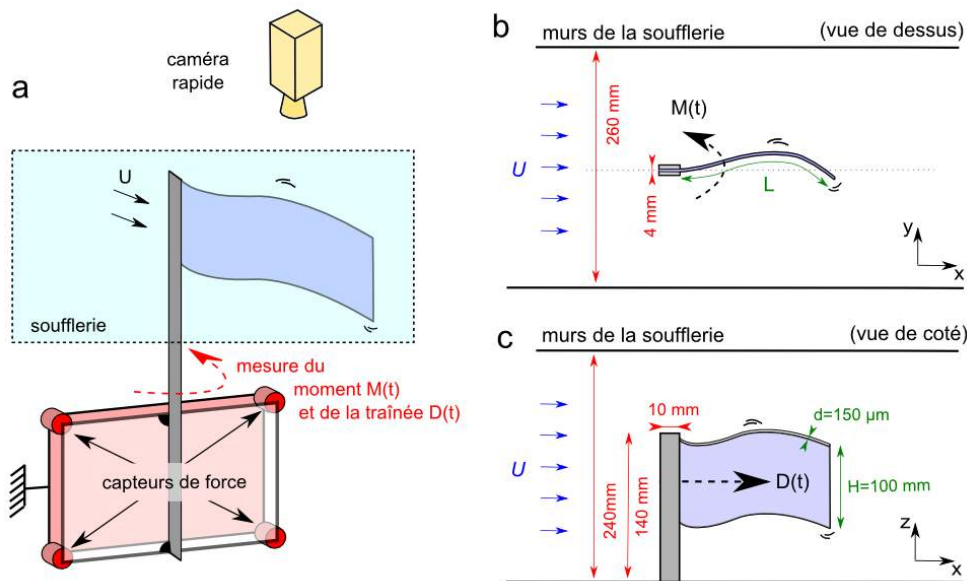 a
caméra
rapide
U
soufflerie
mesure du
moment M(t)
et de la traînée D(t)
capteurs de force
b
murs de la soufflerie
(vue de dessus)
260 mm
M(t)
U
4 mm
L
y
x
c
murs de la soufflerie
(vue de coté)
10 mm
d=150 µm
U
240mm
140 mm
D(t)
H=100 mm
z
x